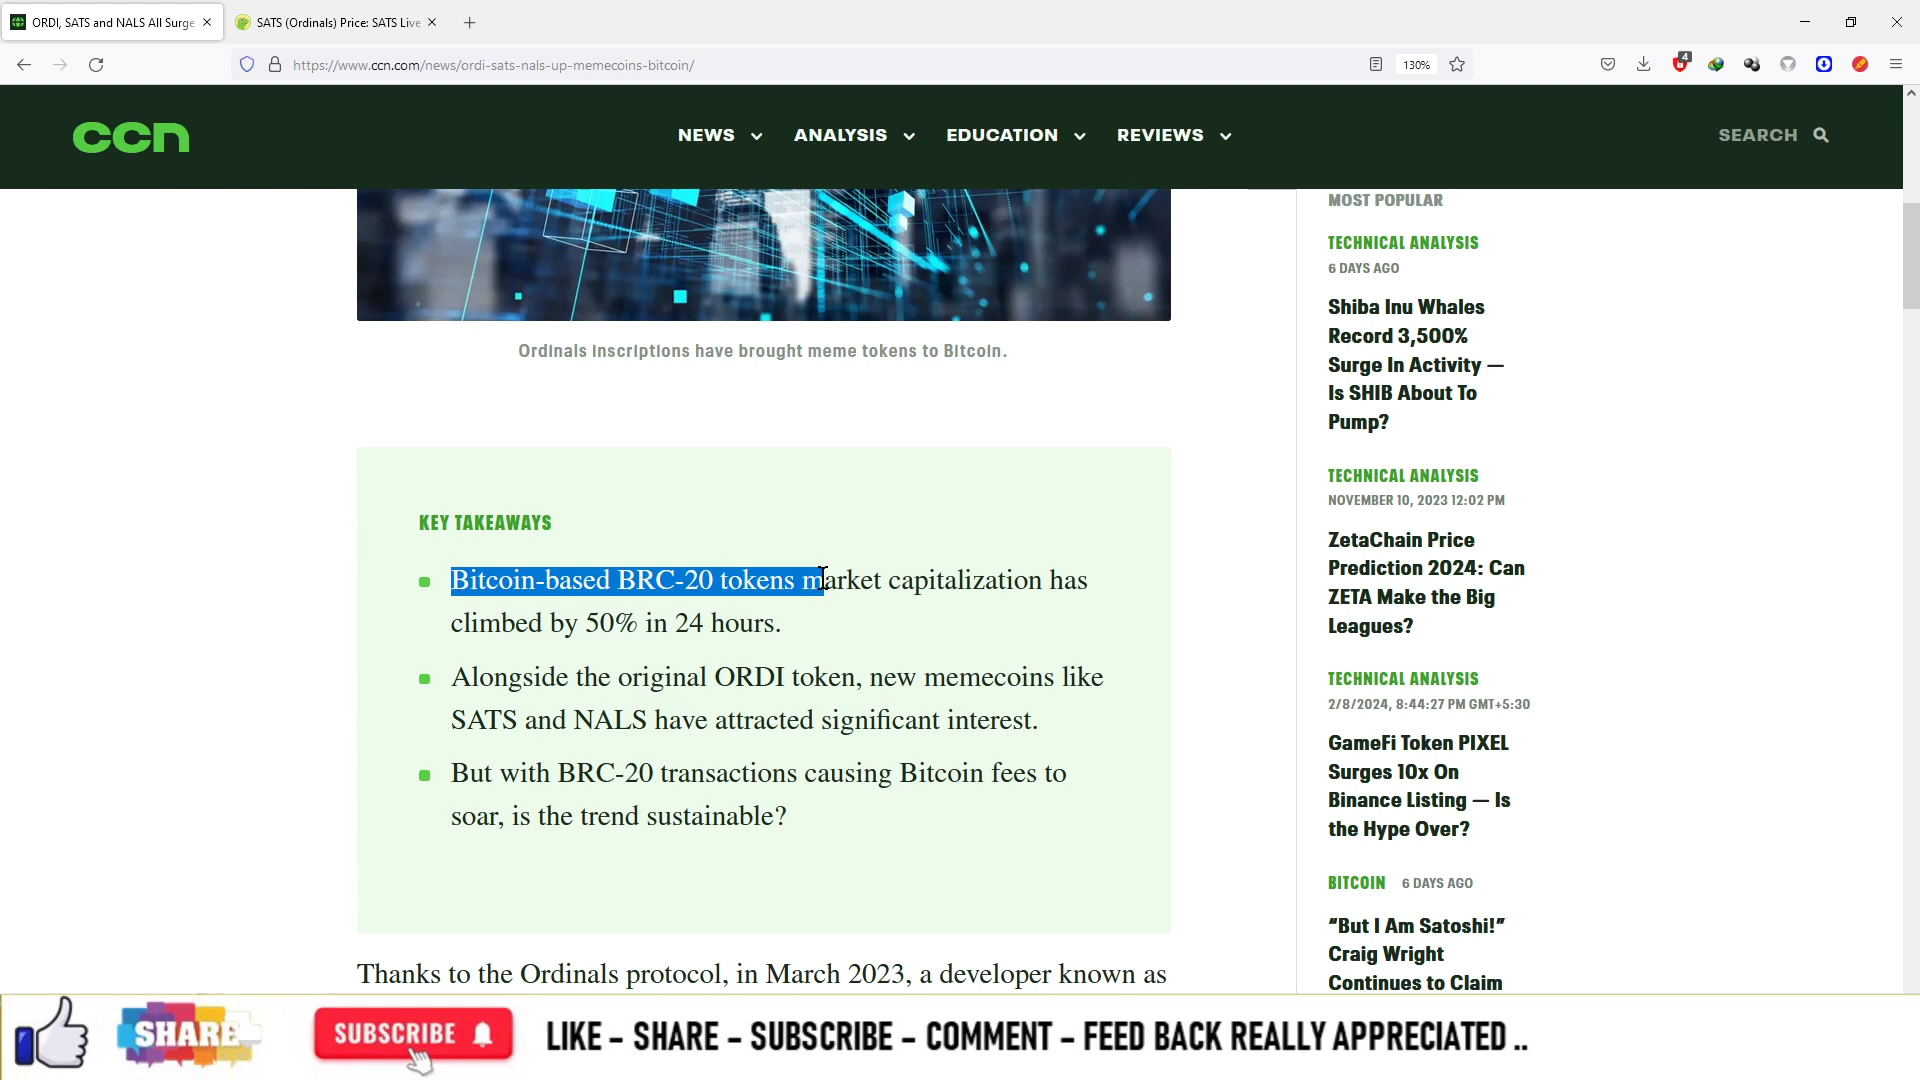 ORDI, SATS and NALS All Surge
SATS (Ordinals) Price: SATS Live
https://www.ccn.com/news/ordi-sats-nals-up-memecoins-bitcoin/
130%
4
ccn
NEWS
ANALYSIS
EDUCATION
REVIEWS
SEARCH
Ordinals inscriptions have brought meme tokens to Bitcoin.
KEY TAKEAWAYS
Bitcoin-based BRC-20 tokens market capitalization has
climbed by 50% in 24 hours.
Alongside the original ORDI token, new memecoins like
SATS and NALS have attracted significant interest.
But with BRC-20 transactions causing Bitcoin fees to
soar, is the trend sustainable?
Thanks to the Ordinals protocol, in March 2023, a developer known as
MOST POPULAR
TECHNICAL ANALYSIS
6 DAYS AGO
Shiba Inu Whales
Record 3,500%
Surge In Activity —
Is SHIB About To
Pump?
TECHNICAL ANALYSIS
NOVEMBER 10, 2023 12:02 PM
ZetaChain Price
Prediction 2024: Can
ZETA Make the Big
Leagues?
TECHNICAL ANALYSIS
2/8/2024, 8:44:27 PM GMT+5:30
GameFi Token PIXEL
Surges 10x On
Binance Listing — Is
the Hype Over?
BITCOIN 6 DAYS AGO
"But I Am Satoshi!"
Craig Wright
Continues to Claim
SHARE
SUBSCRIBE
LIKE - SHARE - SUBSCRIBE - COMMENT - FEED BACK REALLY APPRECIATED ..